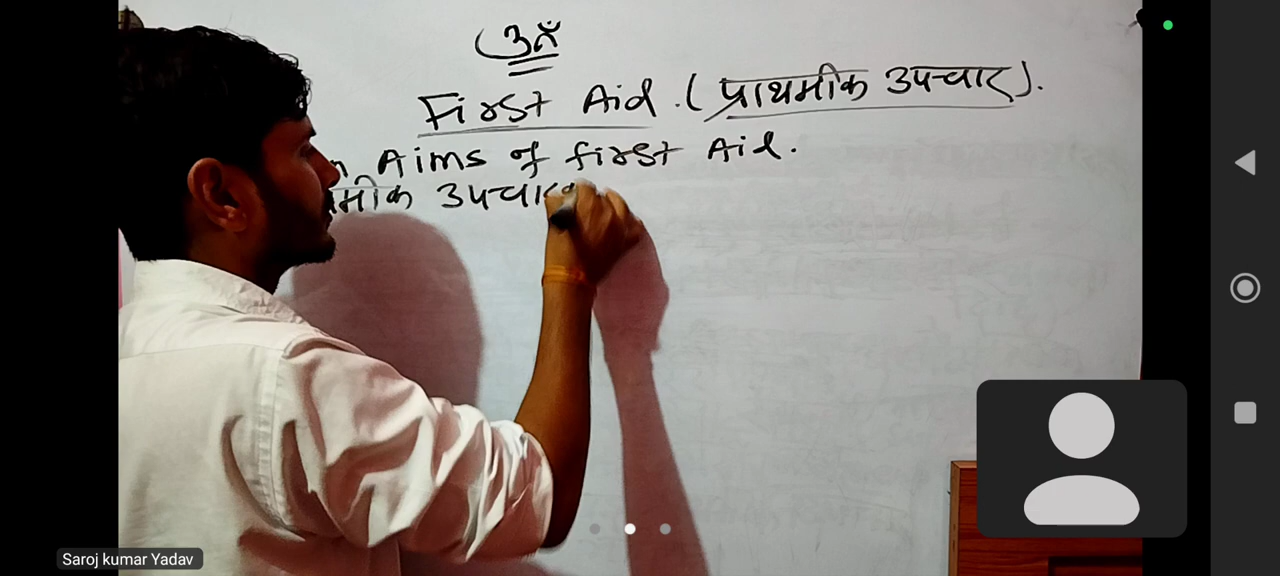 ॐ
First Aid. (प्राथमीक उपचार).
Aims of first Aid.
उपचार
Saroj kumar Yadav